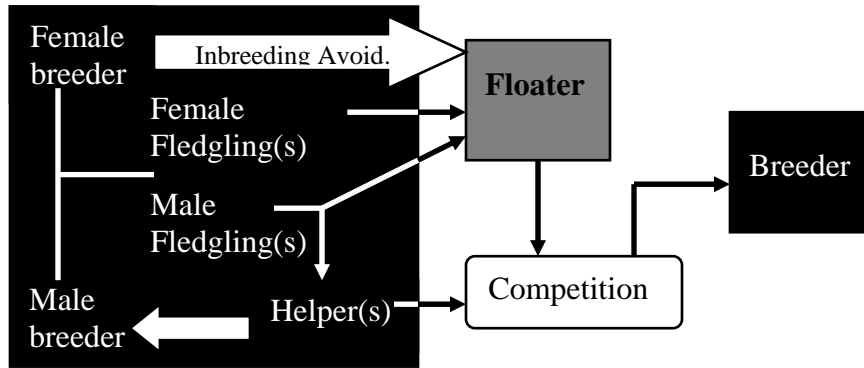 Female
breeder
Inbreeding Avoid.
Floater
Female
Fledgling(s)
Breeder
Male
Fledgling(s)
Competition
Male
breeder
Helper(s)